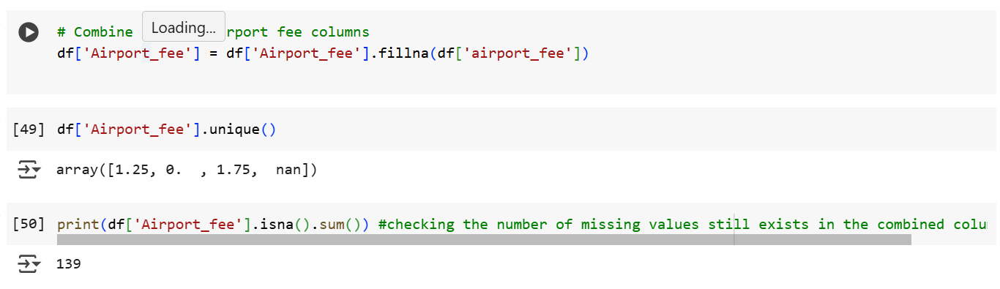 # Combine Loading... rport fee columns
df['Airport_fee'] = df['Airport_fee'].fillna(df['airport_fee'])
[49] df['Airport_fee'].unique()
array([1.25, 0.  , 1.75,  nan])
[50] print(df['Airport_fee'].isna().sum()) #checking the number of missing values still exists in the combined colu
139